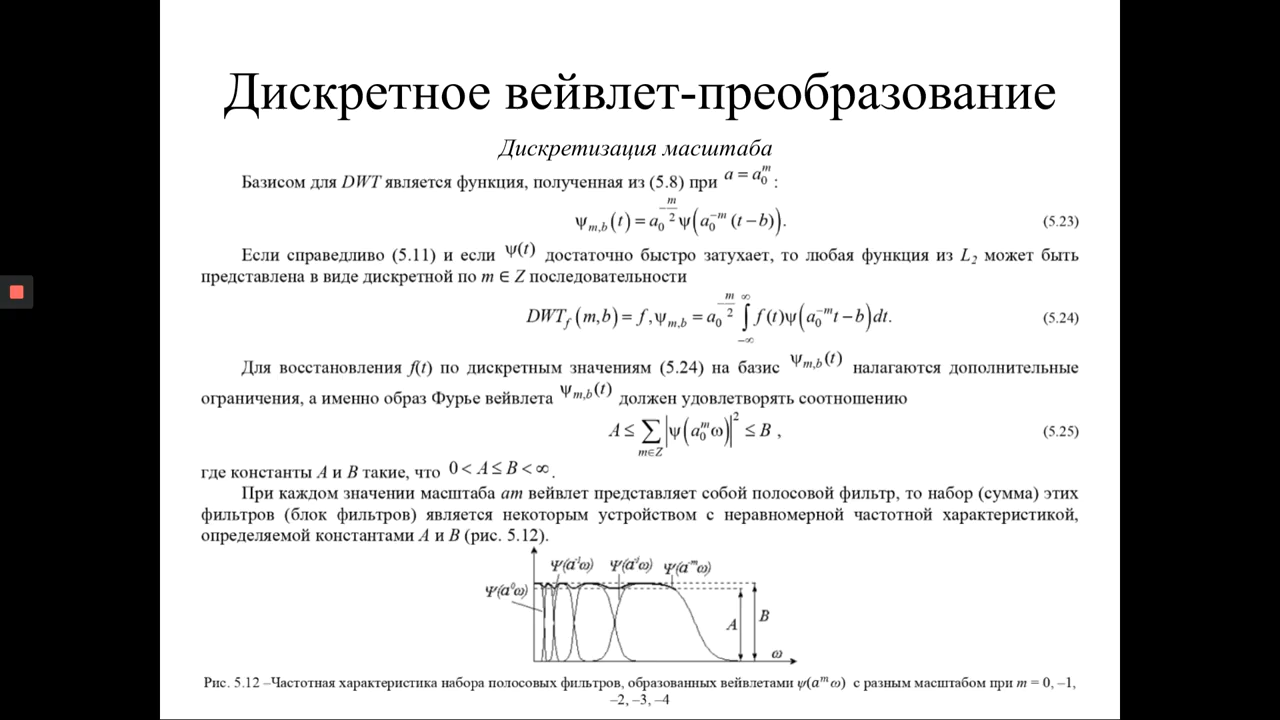 Дискретное вейвлет-преобразование
Дискретизация масштаба
Базисом для DWT является функция, полученная из (5.8) при a = a₀ᵐ :
ψ_{m,b}(t) = a₀^{-m/2} ψ(a₀^{-m}(t − b)). (5.23)
Если справедливо (5.11) и если ψ(t) достаточно быстро затухает, то любая функция из L₂ может быть
представлена в виде дискретной по m ∈ Z последовательности
DWT_f(m,b) = f,ψ_{m,b} = a₀^{-m/2} ∫_{−∞}^{∞} f(t)ψ(a₀^{-m}t − b)dt. (5.24)
Для восстановления f(t) по дискретным значениям (5.24) на базис ψ_{m,b}(t) налагаются дополнительные
ограничения, а именно образ Фурье вейвлета ψ_{m,b}(t) должен удовлетворять соотношению
A ≤ ∑_{m∈Z} |ψ(a₀ᵐω)|² ≤ B , (5.25)
где константы A и B такие, что 0 < A ≤ B < ∞.
При каждом значении масштаба am вейвлет представляет собой полосовой фильтр, то набор (сумма) этих
фильтров (блок фильтров) является некоторым устройством с неравномерной частотной характеристикой,
определяемой константами A и B (рис. 5.12).
Ψ(a⁰ω)
A
B
ω
Рис. 5.12 –Частотная характеристика набора полосовых фильтров, образованных вейвлетами ψ(aᵐω) с разным масштабом при m = 0, –1,
–2, –3, –4